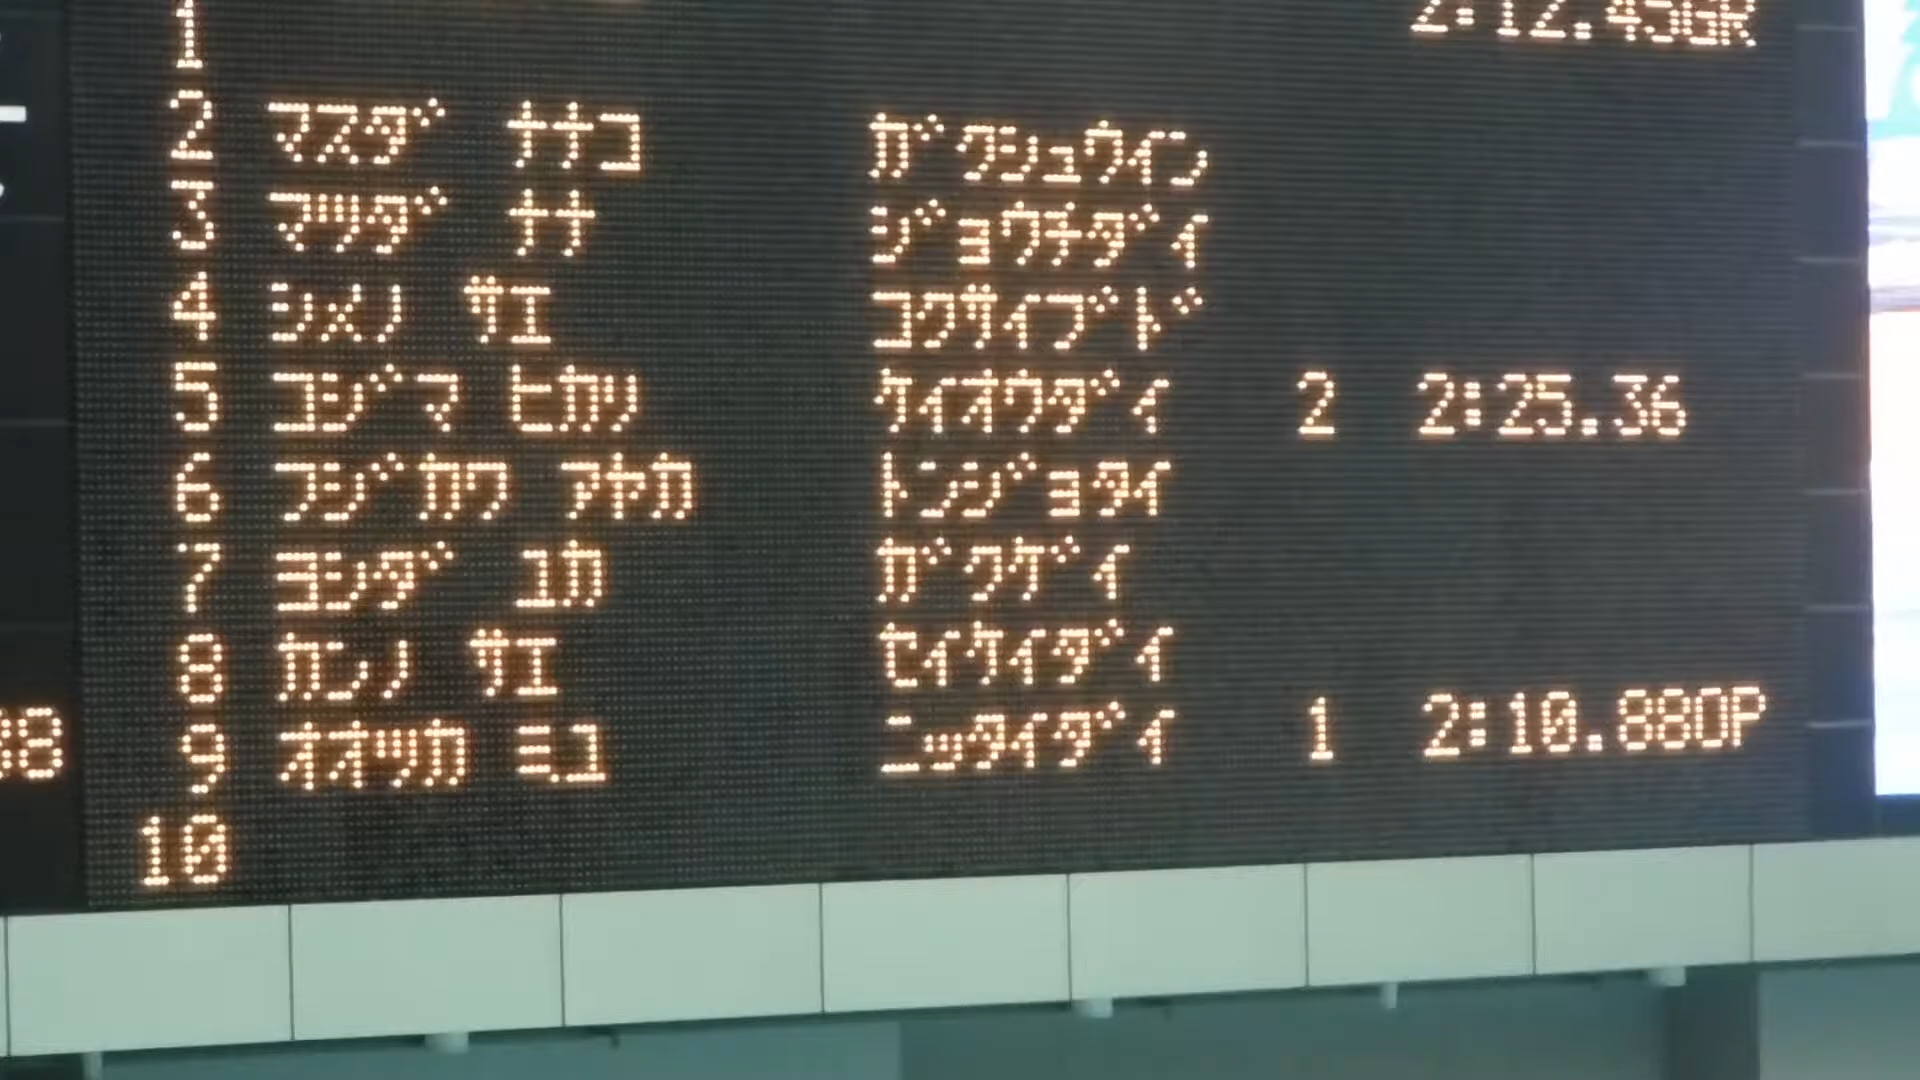 2:12.45GR
1
2 マスダ ナナコ ガクシュウイン
3 マツダ ナナ ジョウチダイ
4 シメノ サエ コクサイブド
5 コジマ ヒカリ ケイオウダイ 2 2:25.36
6 フジカワ アヤカ トンジョタイ
7 ヨシダ ユカ ガクゲイ
8 カンノ サエ セイケイダイ
9 オオツカ ミユ ニッタイダイ 1 2:10.88OP
10